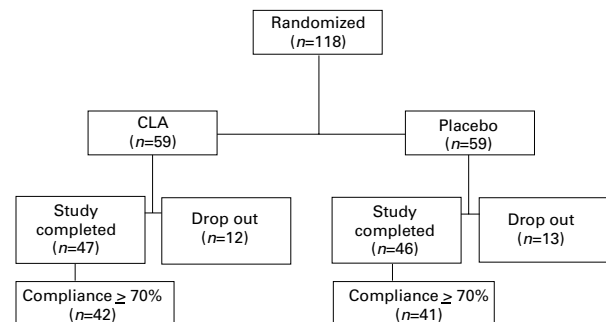 Randomized
(n=118)
CLA
(n=59)
Placebo
(n=59)
Study
completed
(n=47)
Drop out
(n=12)
Study
completed
(n=46)
Drop out
(n=13)
Compliance ≥ 70%
(n=42)
Compliance ≥ 70%
(n=41)